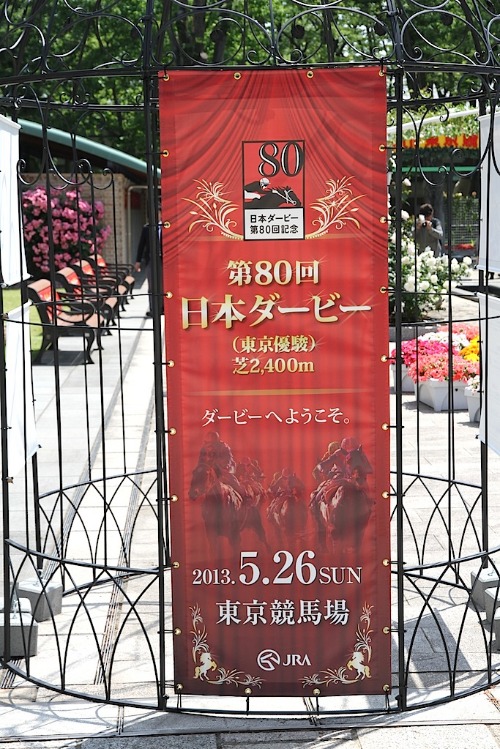 80
日本ダービー
第80回記念
第80回
日本ダービー
(東京優駿)
芝2,400m
ダービーへようこそ。
2013.5.26 SUN
東京競馬場
JRA